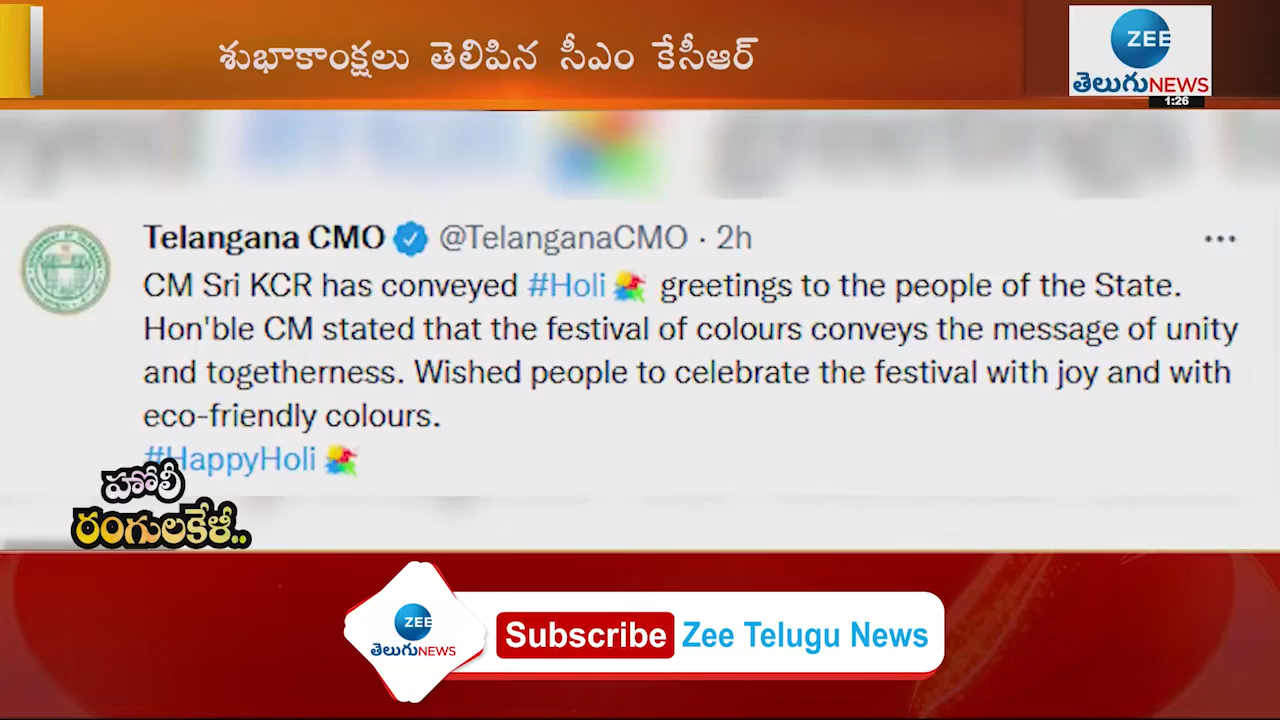 శుభాకాంక్షలు తెలిపిన సీఎం కేసీఆర్
ZEE
తెలుగు NEWS
1:26
Telangana CMO @TelanganaCMO · 2h
CM Sri KCR has conveyed #Holi greetings to the people of the State.
Hon'ble CM stated that the festival of colours conveys the message of unity
and togetherness. Wished people to celebrate the festival with joy and with
eco-friendly colours.
#HappyHoli
హోలీ
రంగులకేళీ..
ZEE
తెలుగు NEWS
Subscribe Zee Telugu News